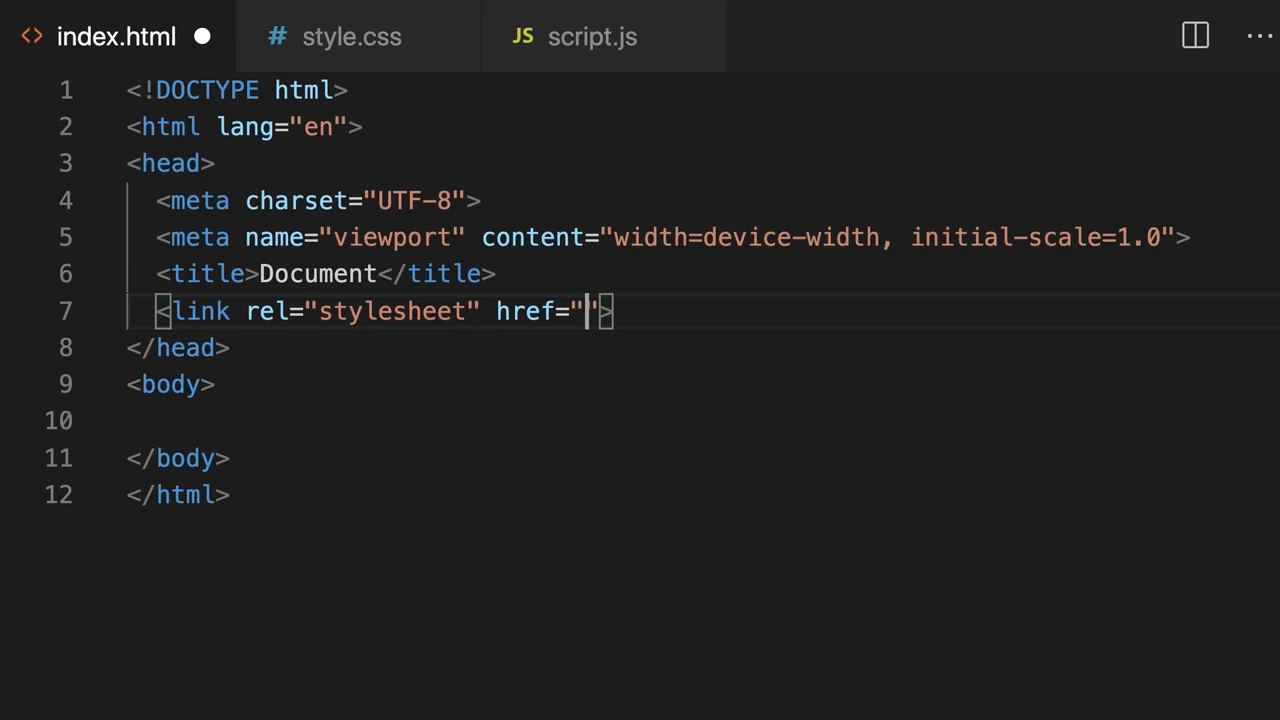 index.html
# style.css
JS script.js
1 <!DOCTYPE html>
2 <html lang="en">
3 <head>
4 <meta charset="UTF-8">
5 <meta name="viewport" content="width=device-width, initial-scale=1.0">
6 <title>Document</title>
7 <link rel="stylesheet" href="">
8 </head>
9 <body>
10
11 </body>
12 </html>